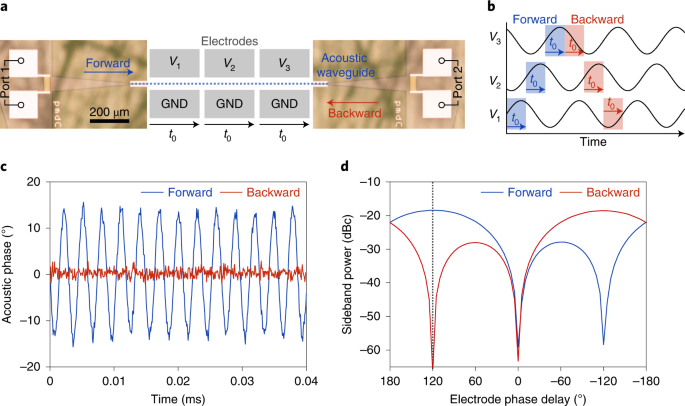 a
Electrodes
Port 1
Forward
V1
V2
V3
Acoustic
waveguide
Port 2
200 μm
GND
GND
GND
Backward
t0
t0
t0
b
Forward
Backward
V3
t0
t0
V2
t0
t0
V1
t0
t0
Time
c
Forward
Backward
Acoustic phase (°)
20
10
0
−10
−20
0
0.01
0.02
0.03
0.04
Time (ms)
d
Forward
Backward
Sideband power (dBc)
−10
−20
−30
−40
−50
−60
180
120
60
0
−60
−120
−180
Electrode phase delay (°)